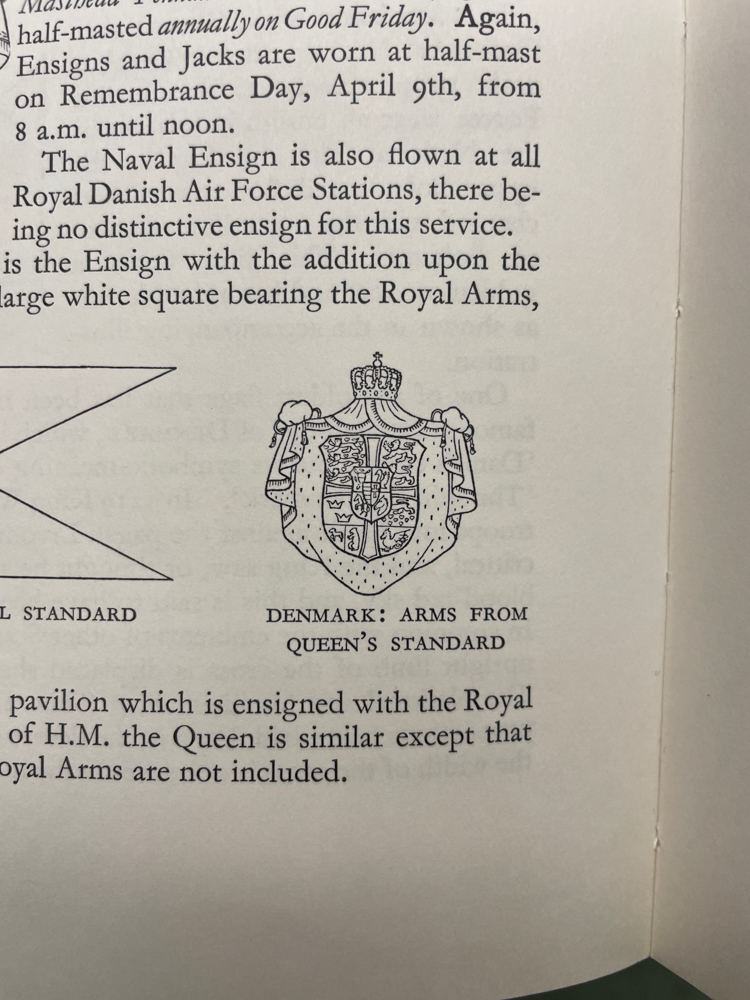 half-masted annually on Good Friday. Again,
Ensigns and Jacks are worn at half-mast
on Remembrance Day, April 9th, from
8 a.m. until noon.
The Naval Ensign is also flown at all
Royal Danish Air Force Stations, there be-
ing no distinctive ensign for this service.
is the Ensign with the addition upon the
large white square bearing the Royal Arms,
L STANDARD
DENMARK: ARMS FROM
QUEEN'S STANDARD
pavilion which is ensigned with the Royal
of H.M. the Queen is similar except that
oyal Arms are not included.